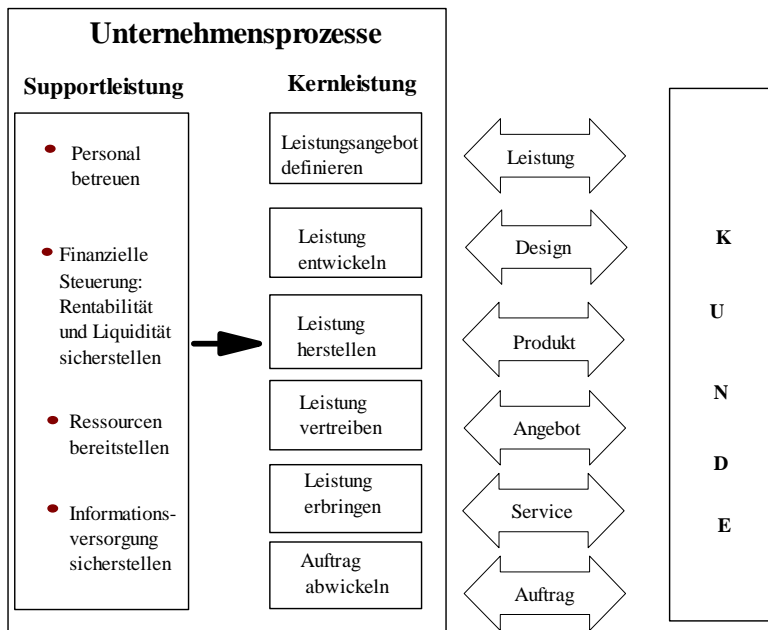 Unternehmensprozesse
Supportleistung
Personal
betreuen
Finanzielle
Steuerung:
Rentabilität
und Liquidität
sicherstellen
Ressourcen
bereitstellen
Informations-
versorgung
sicherstellen
Kernleistung
Leistungsangebot
definieren
Leistung
entwickeln
Leistung
herstellen
Leistung
vertreiben
Leistung
erbringen
Auftrag
abwickeln
Leistung
Design
Produkt
Angebot
Service
Auftrag
K
U
N
D
E